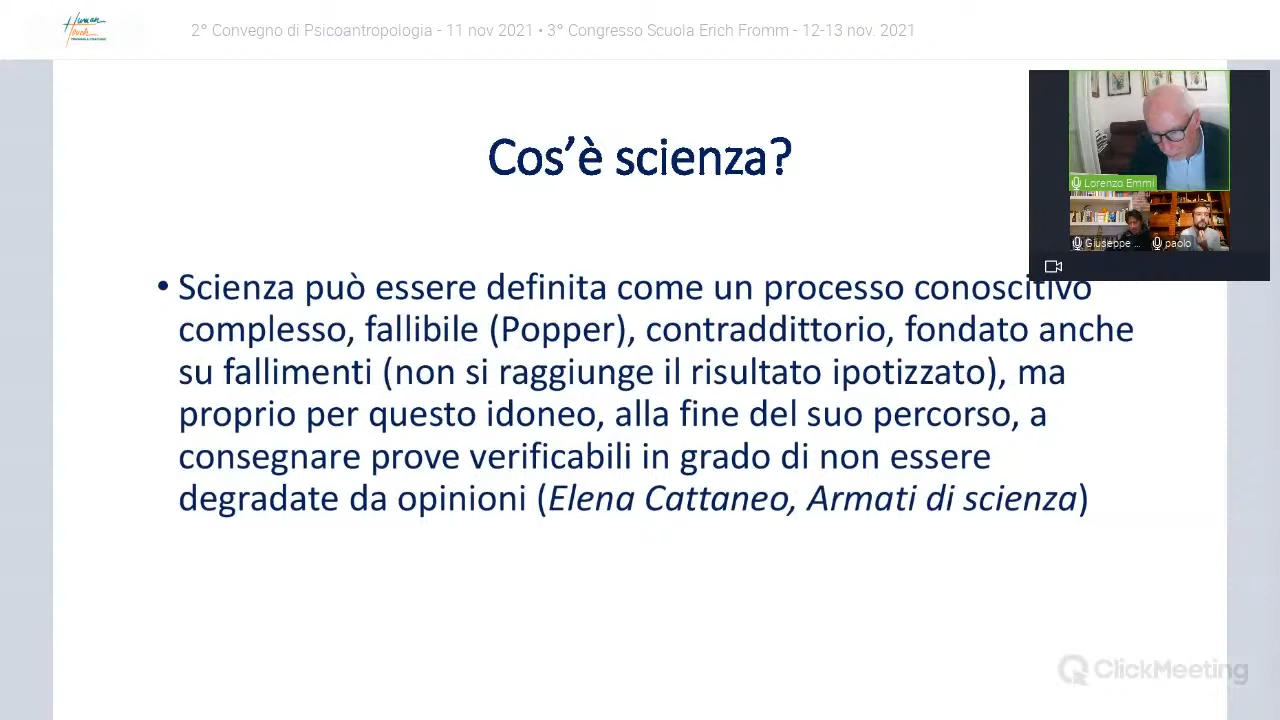 Human
Touch
2° Convegno di Psicoantropologia - 11 nov 2021 • 3° Congresso Scuola Erich Fromm - 12-13 nov. 2021
Cos’è scienza?
Lorenzo Emmi
Giuseppe ...
paolo
• Scienza può essere definita come un processo conoscitivo
complesso, fallibile (Popper), contraddittorio, fondato anche
su fallimenti (non si raggiunge il risultato ipotizzato), ma
proprio per questo idoneo, alla fine del suo percorso, a
consegnare prove verificabili in grado di non essere
degradate da opinioni (Elena Cattaneo, Armati di scienza)
ClickMeeting